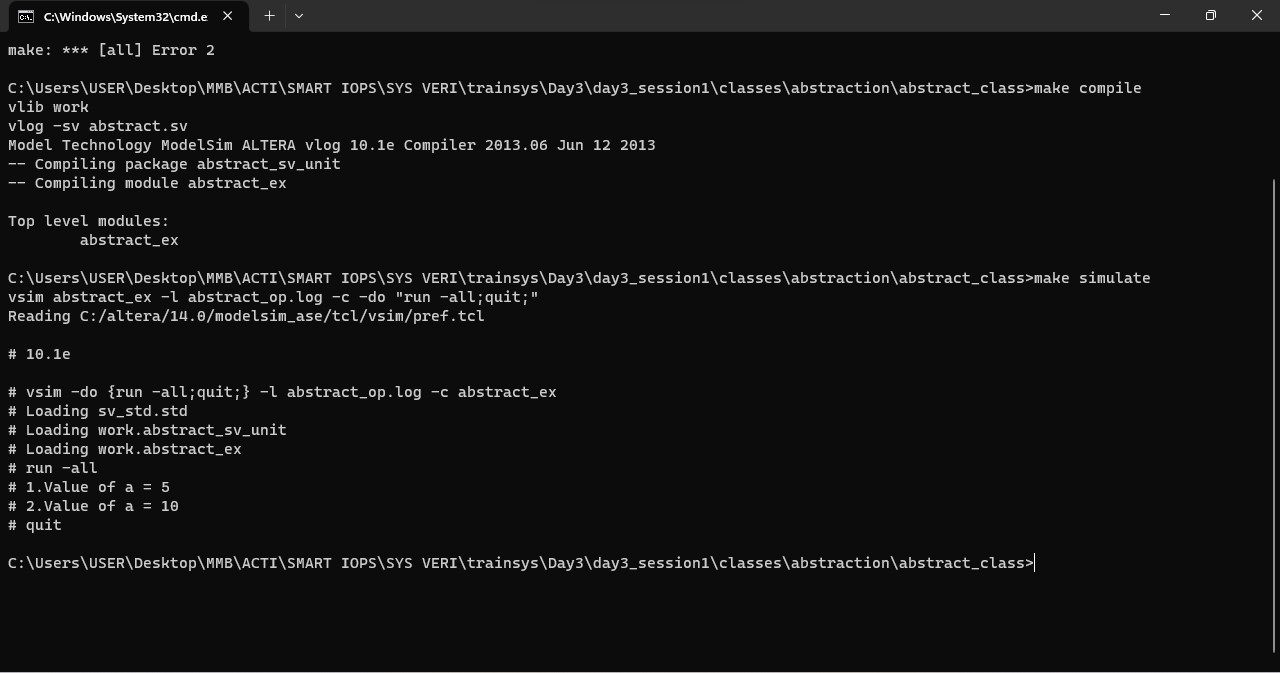 C:\Windows\System32\cmd.e
make: *** [all] Error 2
C:\Users\USER\Desktop\MMB\ACTI\SMART IOPS\SYS VERI\trainsys\Day3\day3_session1\classes\abstraction\abstract_class>make compile
vlib work
vlog -sv abstract.sv
Model Technology ModelSim ALTERA vlog 10.1e Compiler 2013.06 Jun 12 2013
-- Compiling package abstract_sv_unit
-- Compiling module abstract_ex
Top level modules:
abstract_ex
C:\Users\USER\Desktop\MMB\ACTI\SMART IOPS\SYS VERI\trainsys\Day3\day3_session1\classes\abstraction\abstract_class>make simulate
vsim abstract_ex -l abstract_op.log -c -do "run -all;quit;"
Reading C:/altera/14.0/modelsim_ase/tcl/vsim/pref.tcl
# 10.1e
# vsim -do {run -all;quit;} -l abstract_op.log -c abstract_ex
# Loading sv_std.std
# Loading work.abstract_sv_unit
# Loading work.abstract_ex
# run -all
# 1.Value of a = 5
# 2.Value of a = 10
# quit
C:\Users\USER\Desktop\MMB\ACTI\SMART IOPS\SYS VERI\trainsys\Day3\day3_session1\classes\abstraction\abstract_class>